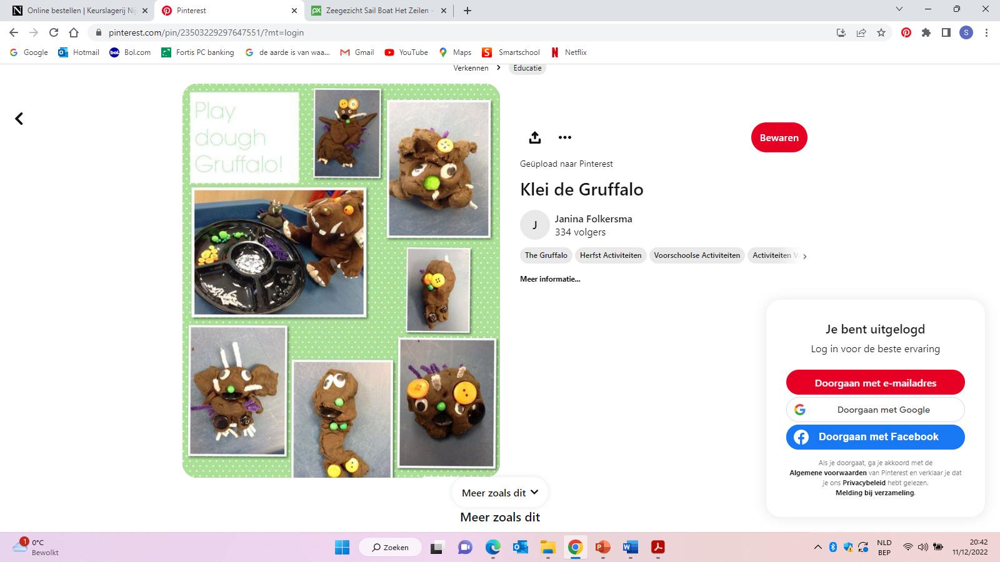 Online bestellen | Keurslagerij Nij
Pinterest
Zeegezicht Sail Boat Het Zeilen -
pinterest.com/pin/23503229297647551/?mt=login
S
Google
Hotmail
Bol.com
Fortis PC banking
de aarde is van waa...
Gmail
YouTube
Maps
Smartschool
Netflix
Verkennen
Educatie
Play
dough
Gruffalo!
Bewaren
Geüpload naar Pinterest
Klei de Gruffalo
J
Janina Folkersma
334 volgers
The Gruffalo
Herfst Activiteiten
Voorschoolse Activiteiten
Activiteiten
Meer informatie...
Je bent uitgelogd
Log in voor de beste ervaring
Doorgaan met e-mailadres
Doorgaan met Google
Doorgaan met Facebook
Als je doorgaat, ga je akkoord met de
Algemene voorwaarden van Pinterest en verklaar je dat
je ons Privacybeleid hebt gelezen.
Melding bij verzameling.
Meer zoals dit
Meer zoals dit
1
0°C
Bewolkt
Zoeken
NLD
BEP
20:42
11/12/2022